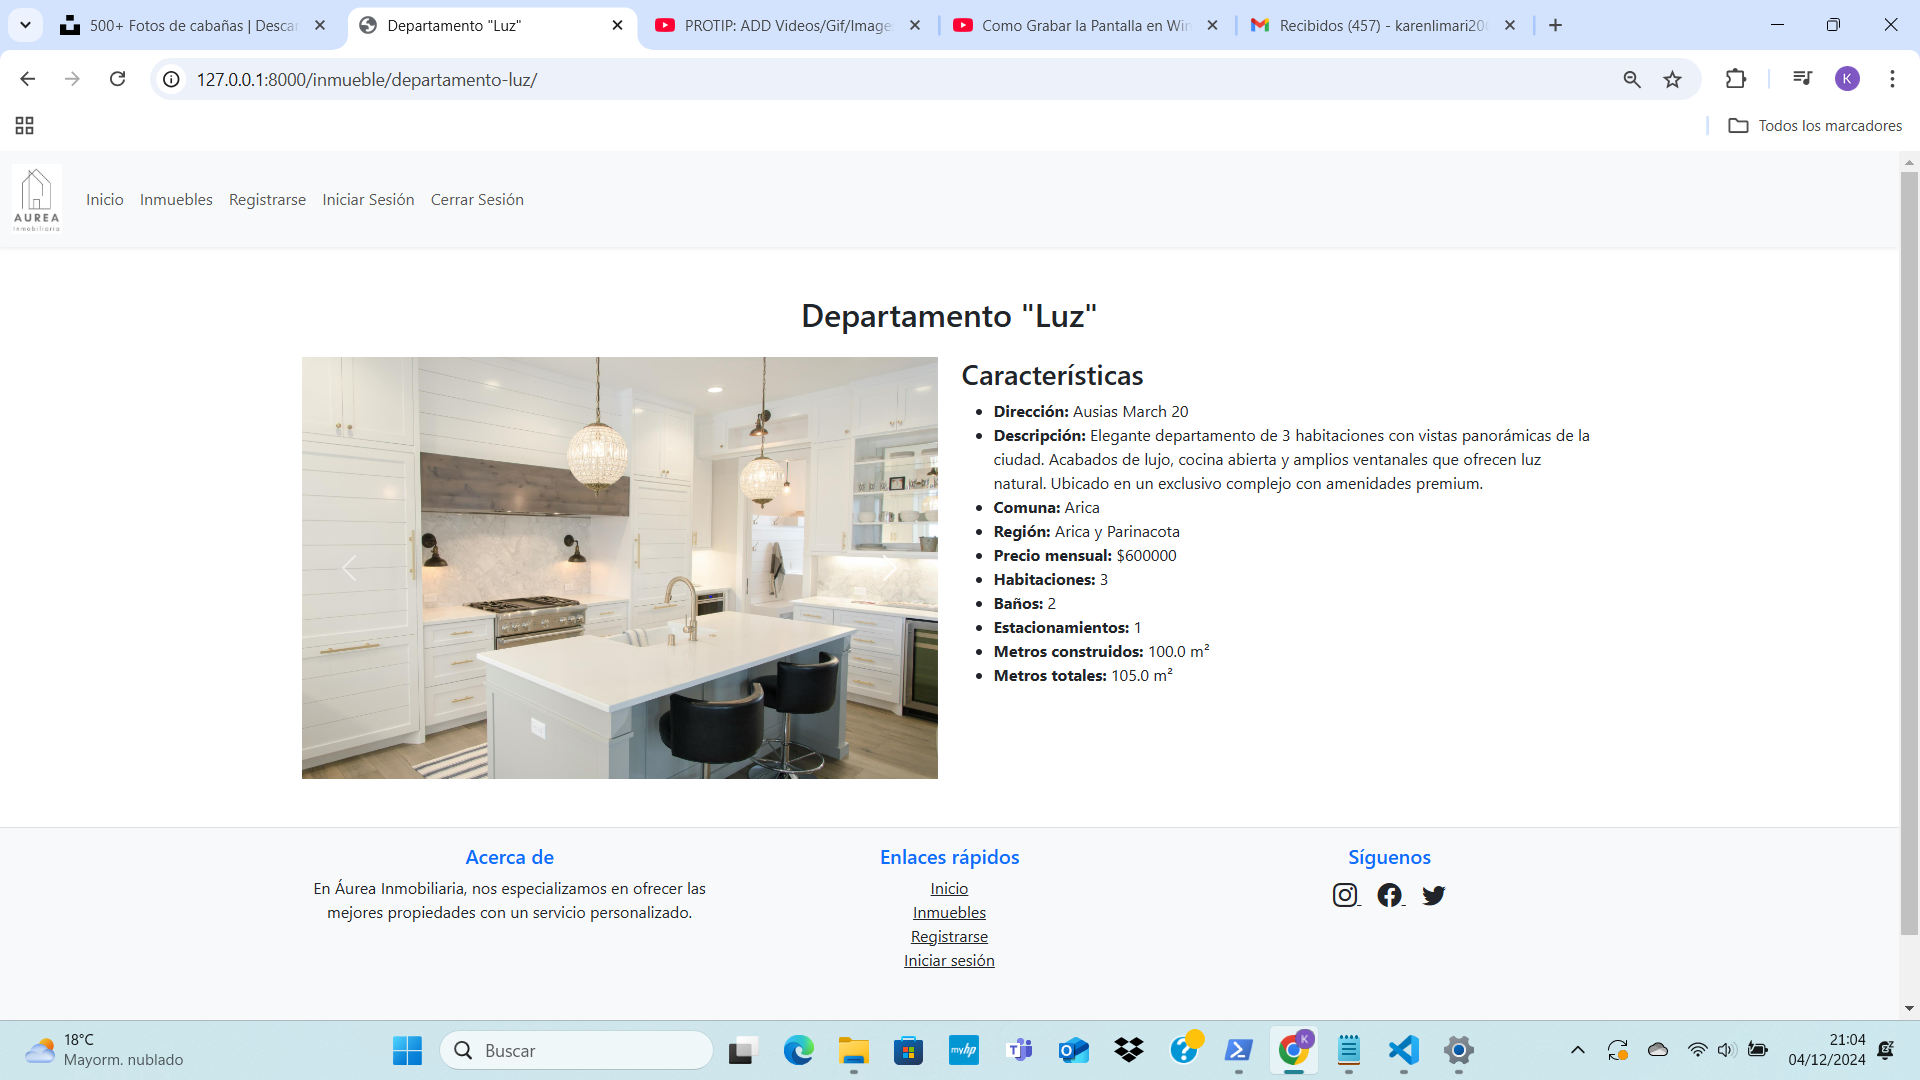 500+ Fotos de cabañas | Descar
Departamento "Luz"
PROTIP: ADD Videos/Gif/Image
Como Grabar la Pantalla en Win
Recibidos (457) - karenlimari20
127.0.0.1:8000/inmueble/departamento-luz/
K
Todos los marcadores
AUREA
Inmobiliaria
Inicio
Inmuebles
Registrarse
Iniciar Sesión
Cerrar Sesión
Departamento "Luz"
Características
Dirección: Ausias March 20
Descripción: Elegante departamento de 3 habitaciones con vistas panorámicas de la
ciudad. Acabados de lujo, cocina abierta y amplios ventanales que ofrecen luz
natural. Ubicado en un exclusivo complejo con amenidades premium.
Comuna: Arica
Región: Arica y Parinacota
Precio mensual: $600000
Habitaciones: 3
Baños: 2
Estacionamientos: 1
Metros construidos: 100.0 m²
Metros totales: 105.0 m²
Acerca de
En Áurea Inmobiliaria, nos especializamos en ofrecer las
mejores propiedades con un servicio personalizado.
Enlaces rápidos
Inicio
Inmuebles
Registrarse
Iniciar sesión
Síguenos
18°C
Mayorm. nublado
Buscar
myhp
K
21:04
04/12/2024